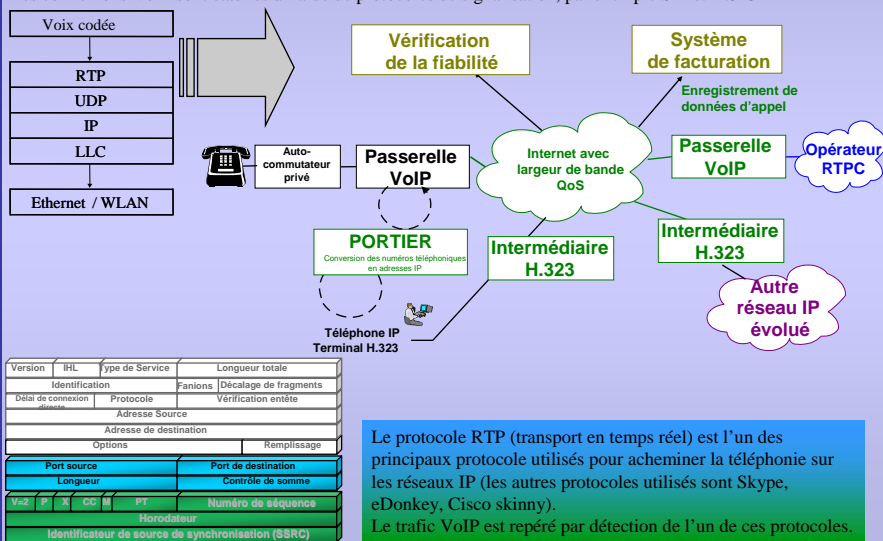 Voix codée
RTP
UDP
IP
LLC
Ethernet / WLAN
Vérification
de la fiabilité
Système
de facturation
Enregistrement de
données d'appel
Auto-
commutateur
privé
Passerelle
VoIP
Internet avec
largeur de bande
QoS
Passerelle
VoIP
Opérateur
RTPC
PORTIER
Conversion des numéros téléphoniques
en adresses IP
Intermédiaire
H.323
Intermédiaire
H.323
Autre
réseau IP
évolué
Téléphone IP
Terminal H.323
Version IHL Type de Service Longueur totale
Identification Fanions Décalage de fragments
Délai de connexion
directe
Protocole Vérification entête
Adresse Source
Adresse de destination
Options Remplissage
Port source Port de destination
Longueur Contrôle de somme
V=2 P X CC M PT Numéro de séquence
Horodateur
Identificateur de source de synchronisation (SSRC)
Le protocole RTP (transport en temps réel) est l'un des
principaux protocole utilisés pour acheminer la téléphonie sur
les réseaux IP (les autres protocoles utilisés sont Skype,
eDonkey, Cisco skinny).
Le trafic VoIP est repéré par détection de l'un de ces protocoles.